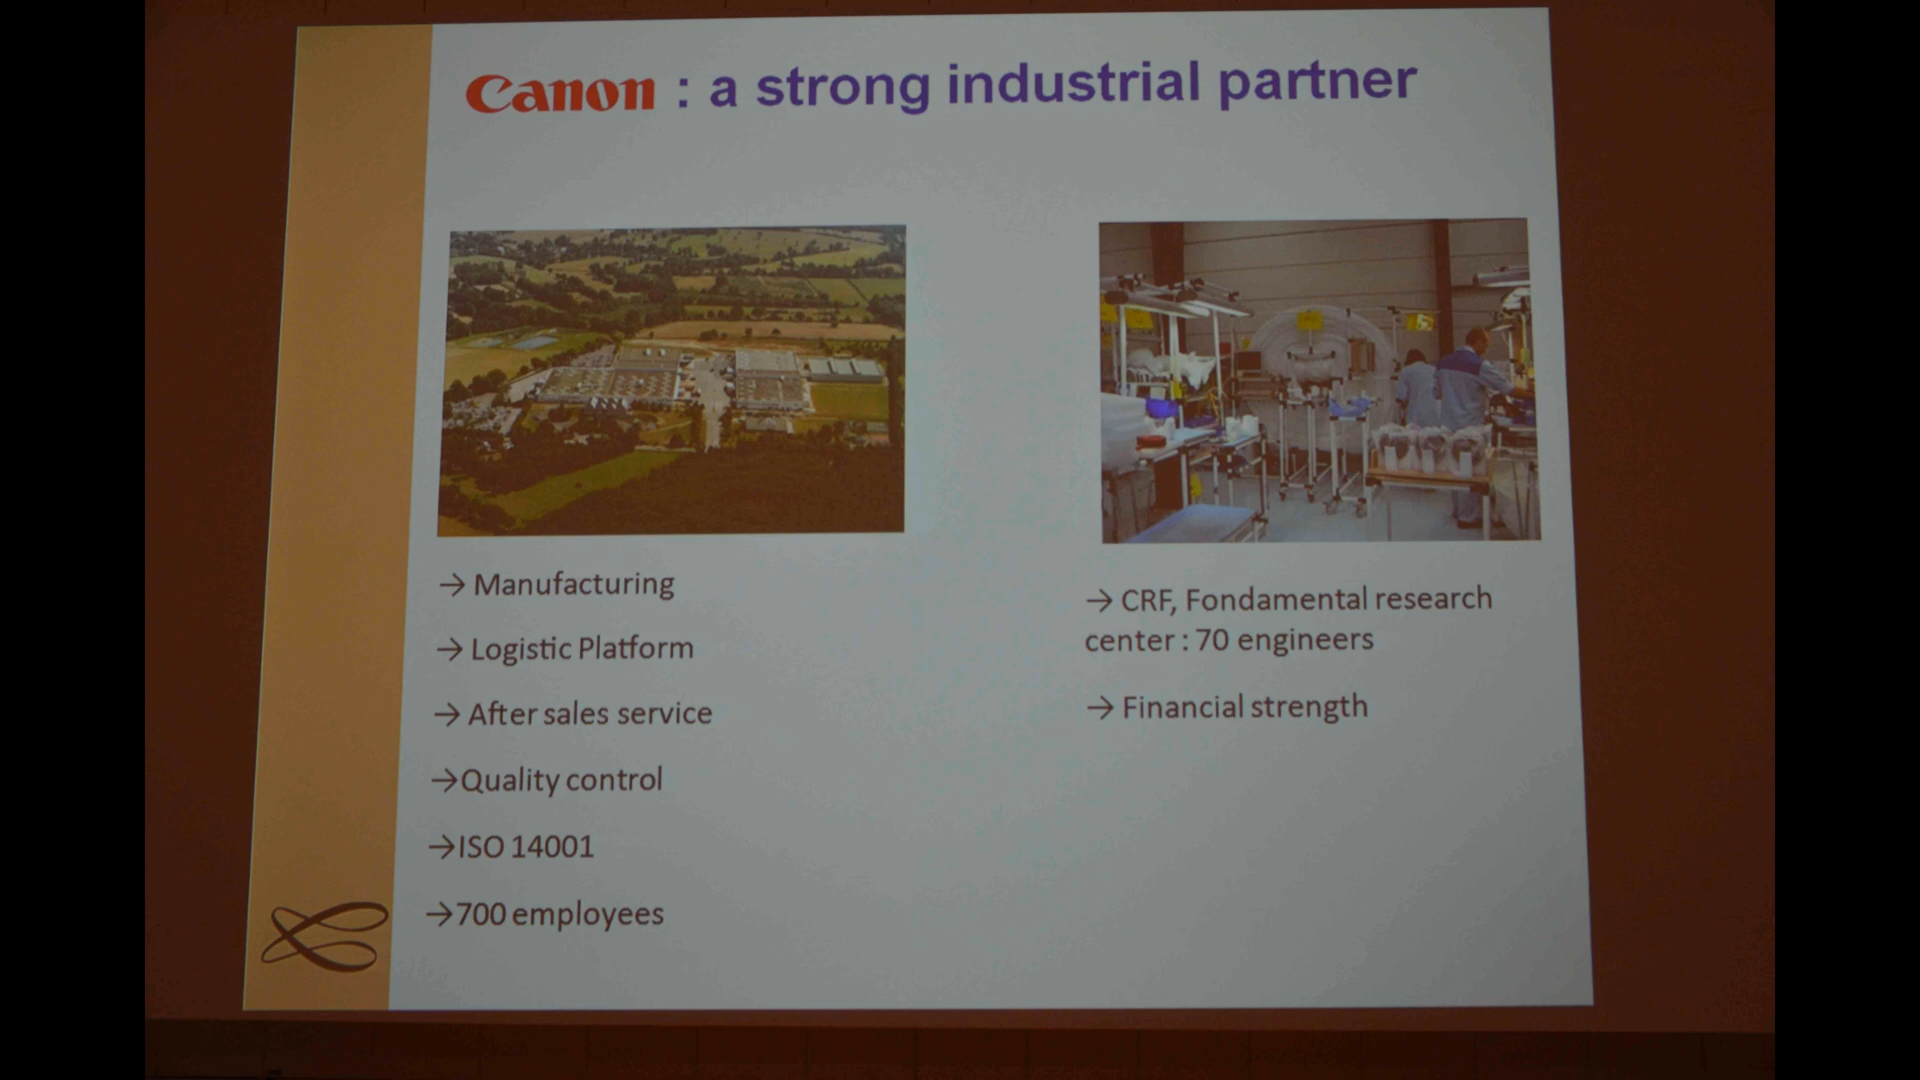 Canon : a strong industrial partner
→ Manufacturing
→ Logistic Platform
→ After sales service
→Quality control
→ISO 14001
→700 employees
→ CRF, Fondamental research
center : 70 engineers
→ Financial strength